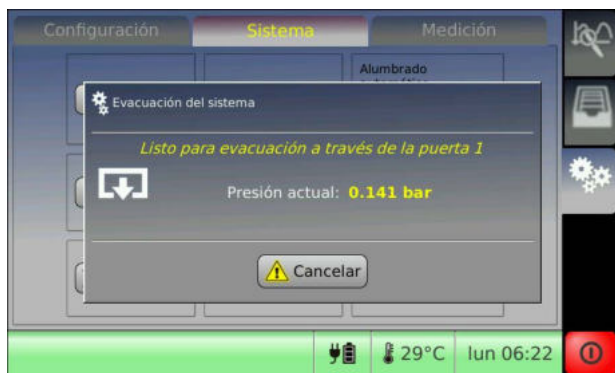 Configuración
Sistema
Medición
Alumbrado
Evacuación del sistema
Listo para evacuación a través de la puerta 1
Presión actual: 0.141 bar
Cancelar
29°C
lun 06:22